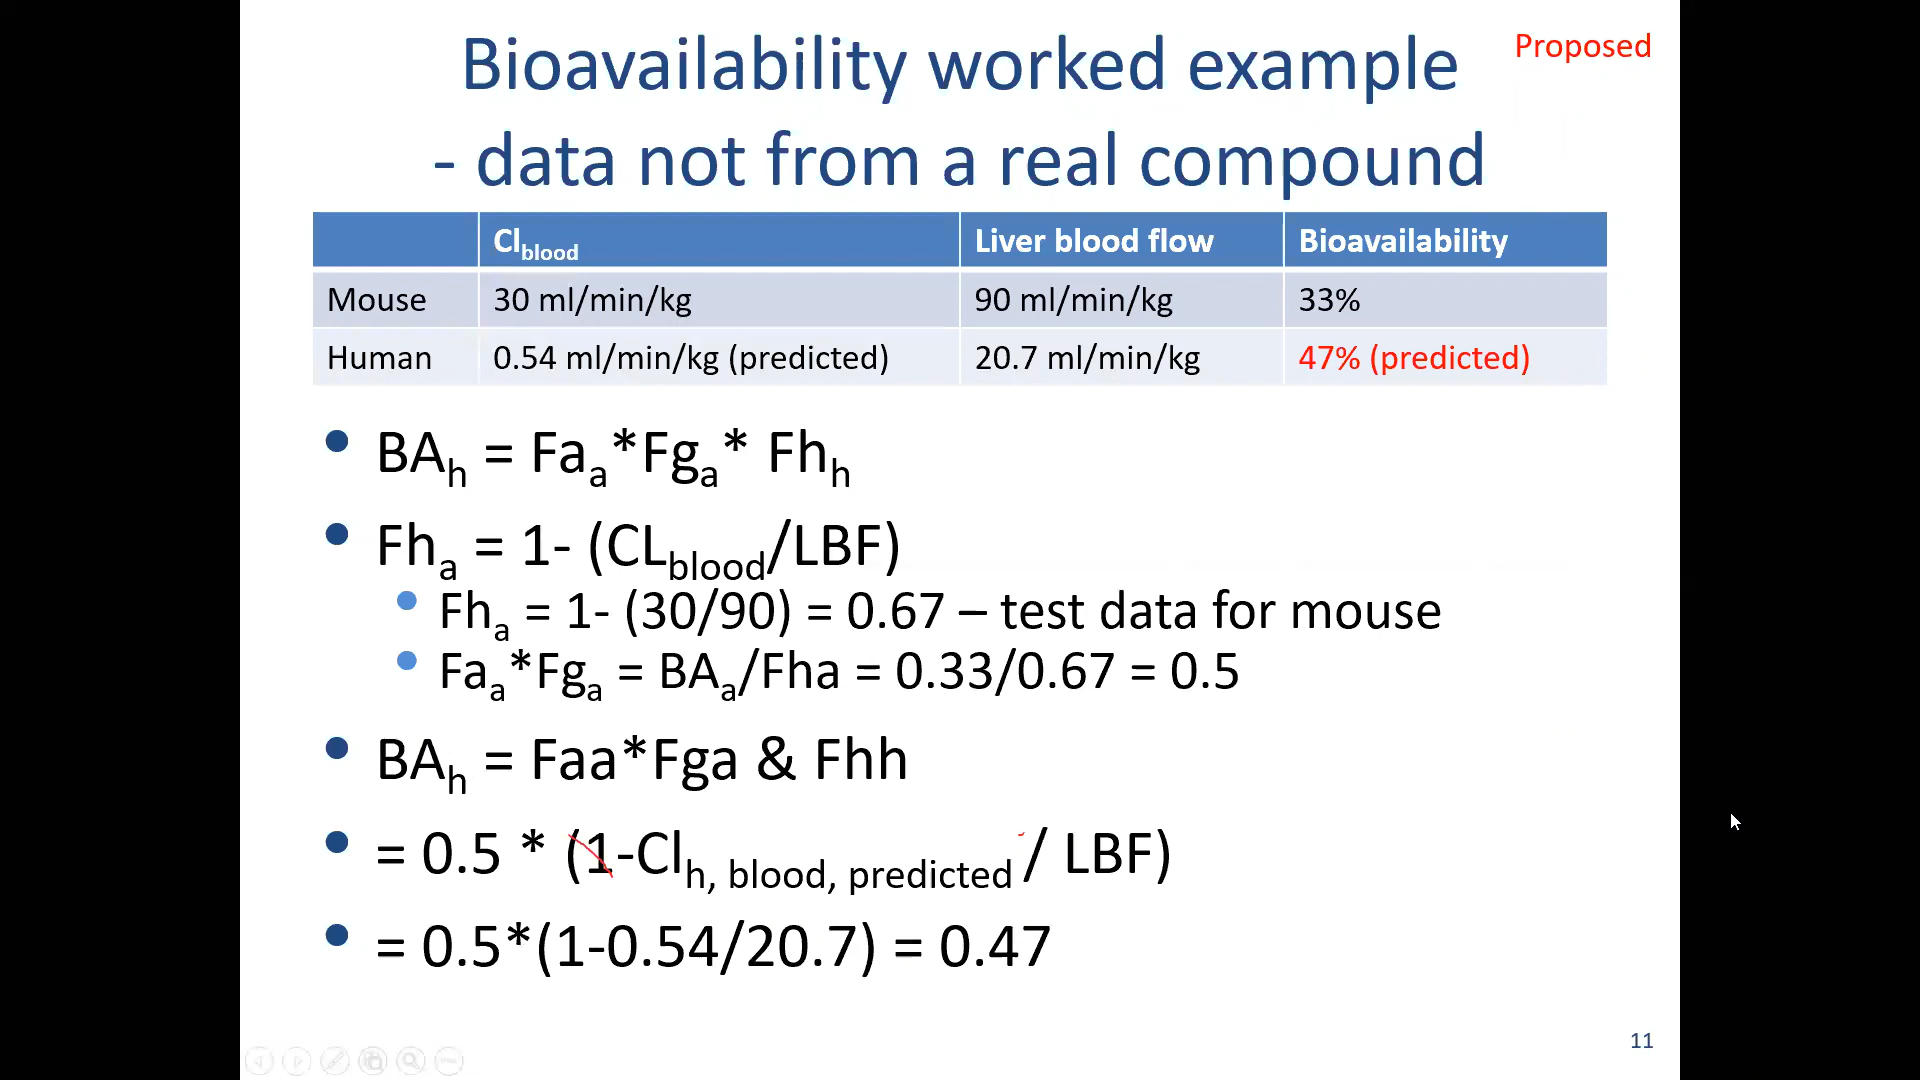 Bioavailability worked example
Proposed
- data not from a real compound
Cl_blood Liver blood flow Bioavailability
Mouse 30 ml/min/kg 90 ml/min/kg 33%
Human 0.54 ml/min/kg (predicted) 20.7 ml/min/kg 47% (predicted)
• BA_h = Fa_a*Fg_a* Fh_h
• Fh_a = 1- (CL_blood/LBF)
• Fh_a = 1- (30/90) = 0.67 – test data for mouse
• Fa_a*Fg_a = BA_a/Fha = 0.33/0.67 = 0.5
• BA_h = Faa*Fga & Fhh
• = 0.5 * (1-Cl_h, blood, predicted / LBF)
• = 0.5*(1-0.54/20.7) = 0.47
11